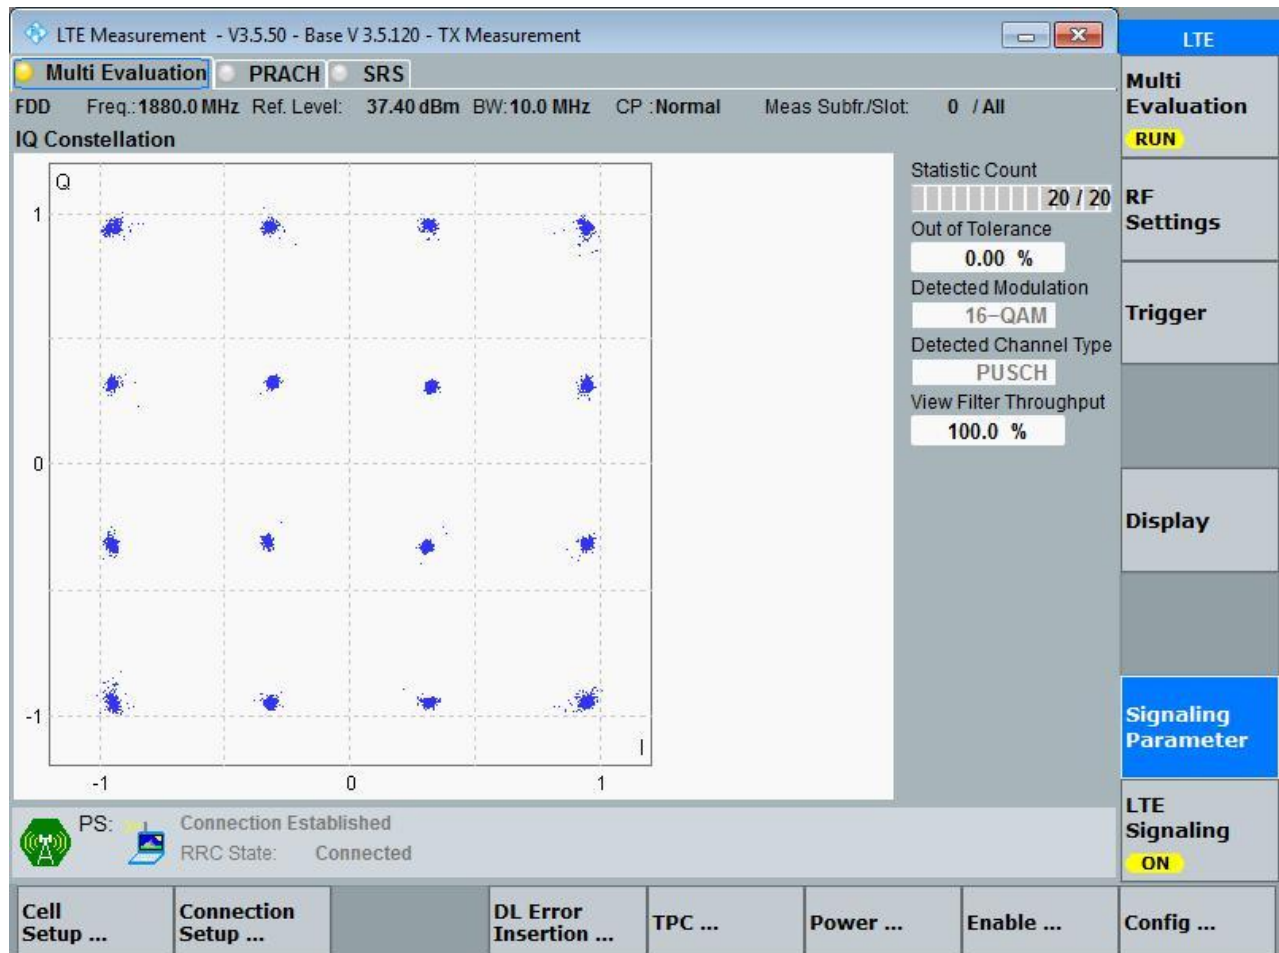 LTE Measurement - V3.5.50 - Base V 3.5.120 - TX Measurement
LTE
Multi Evaluation PRACH SRS
FDD Freq.:1880.0 MHz Ref. Level: 37.40 dBm BW:10.0 MHz CP :Normal Meas Subfr./Slot: 0 / All
IQ Constellation
Q
1
0
-1
I
-1 0 1
Statistic Count
20 / 20
Out of Tolerance
0.00 %
Detected Modulation
16-QAM
Detected Channel Type
PUSCH
View Filter Throughput
100.0 %
Multi
Evaluation
RUN
RF
Settings
Trigger
Display
Signaling
Parameter
LTE
Signaling
ON
PS: Connection Established
RRC State: Connected
Cell
Setup ...
Connection
Setup ...
DL Error
Insertion ...
TPC ...
Power ...
Enable ...
Config ...